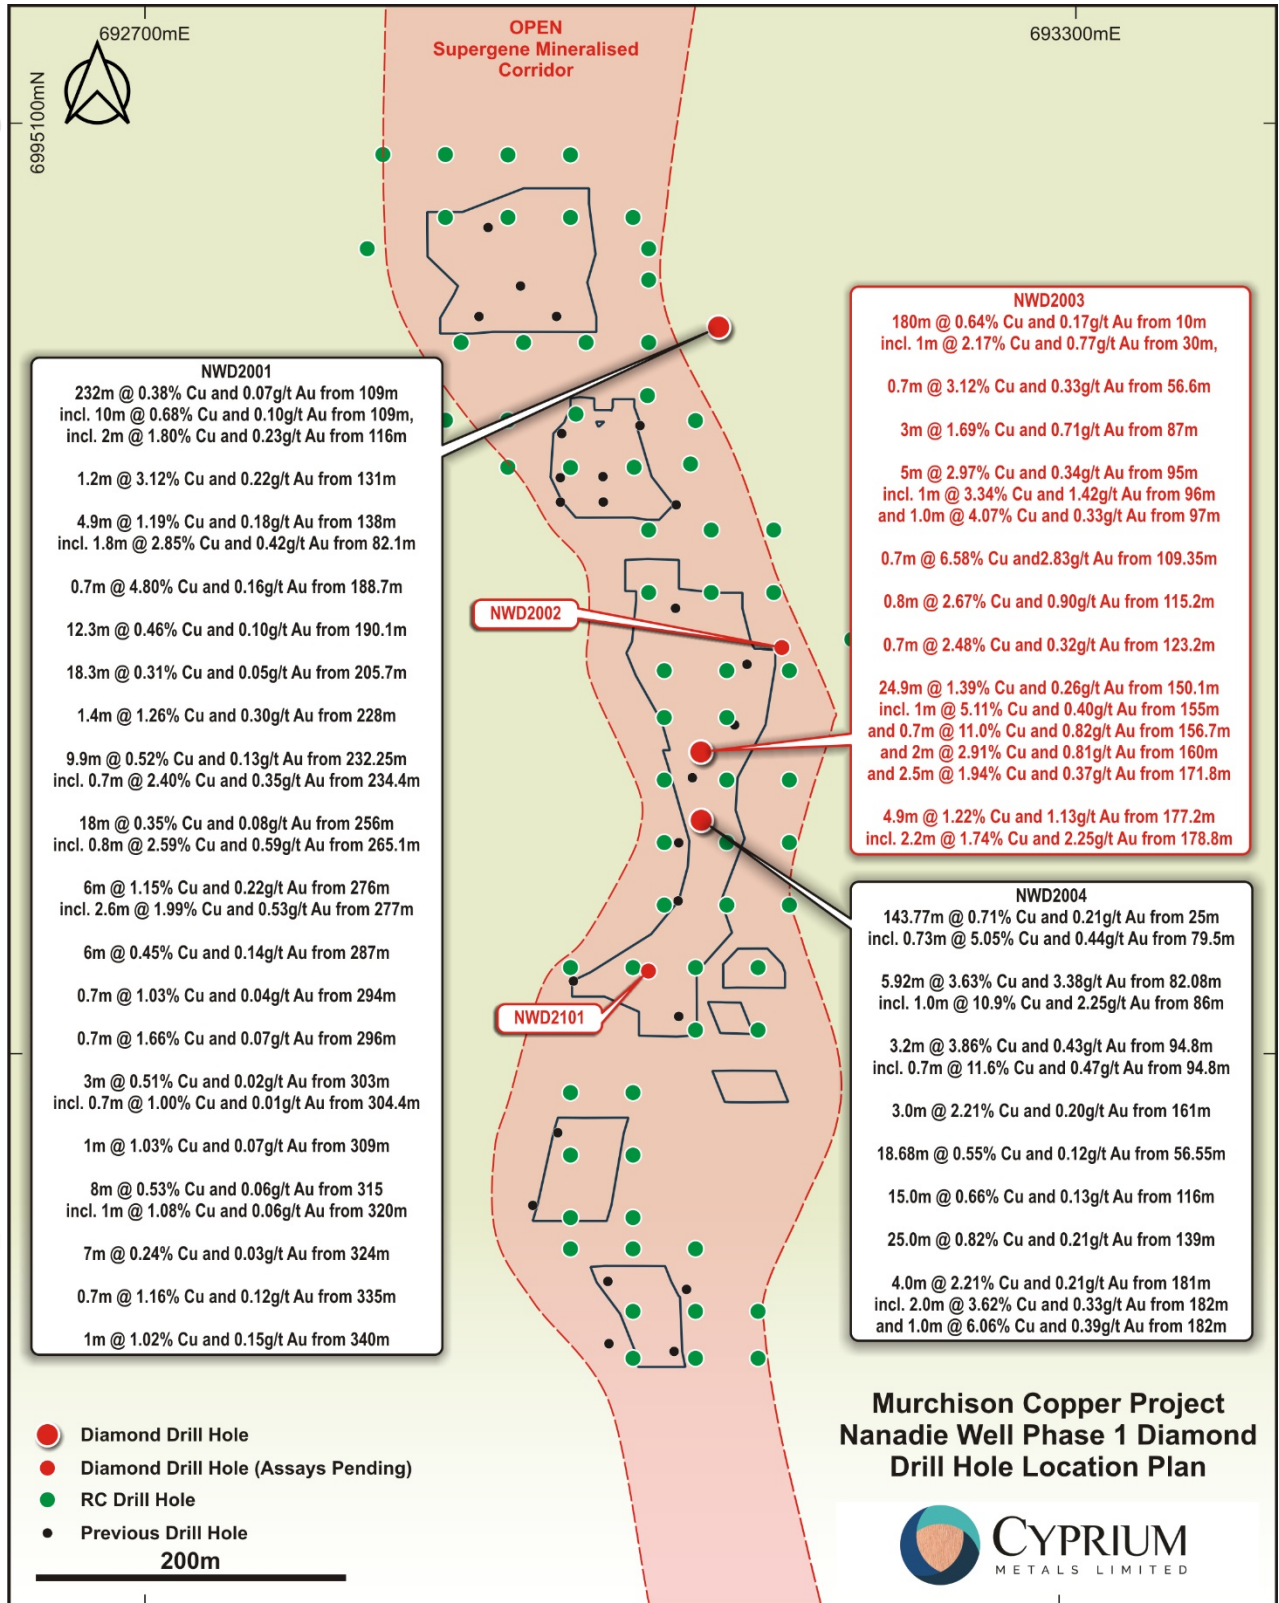 692700mE
693300mE
6995100mN
OPEN
Supergene Mineralised
Corridor
NWD2001
232m @ 0.38% Cu and 0.07g/t Au from 109m
incl. 10m @ 0.68% Cu and 0.10g/t Au from 109m,
incl. 2m @ 1.80% Cu and 0.23g/t Au from 116m
1.2m @ 3.12% Cu and 0.22g/t Au from 131m
4.9m @ 1.19% Cu and 0.18g/t Au from 138m
incl. 1.8m @ 2.85% Cu and 0.42g/t Au from 82.1m
0.7m @ 4.80% Cu and 0.16g/t Au from 188.7m
12.3m @ 0.46% Cu and 0.10g/t Au from 190.1m
18.3m @ 0.31% Cu and 0.05g/t Au from 205.7m
1.4m @ 1.26% Cu and 0.30g/t Au from 228m
9.9m @ 0.52% Cu and 0.13g/t Au from 232.25m
incl. 0.7m @ 2.40% Cu and 0.35g/t Au from 234.4m
18m @ 0.35% Cu and 0.08g/t Au from 256m
incl. 0.8m @ 2.59% Cu and 0.59g/t Au from 265.1m
6m @ 1.15% Cu and 0.22g/t Au from 276m
incl. 2.6m @ 1.99% Cu and 0.53g/t Au from 277m
6m @ 0.45% Cu and 0.14g/t Au from 287m
0.7m @ 1.03% Cu and 0.04g/t Au from 294m
0.7m @ 1.66% Cu and 0.07g/t Au from 296m
3m @ 0.51% Cu and 0.02g/t Au from 303m
incl. 0.7m @ 1.00% Cu and 0.01g/t Au from 304.4m
1m @ 1.03% Cu and 0.07g/t Au from 309m
8m @ 0.53% Cu and 0.06g/t Au from 315
incl. 1m @ 1.08% Cu and 0.06g/t Au from 320m
7m @ 0.24% Cu and 0.03g/t Au from 324m
0.7m @ 1.16% Cu and 0.12g/t Au from 335m
1m @ 1.02% Cu and 0.15g/t Au from 340m
NWD2002
NWD2101
NWD2003
180m @ 0.64% Cu and 0.17g/t Au from 10m
incl. 1m @ 2.17% Cu and 0.77g/t Au from 30m,
0.7m @ 3.12% Cu and 0.33g/t Au from 56.6m
3m @ 1.69% Cu and 0.71g/t Au from 87m
5m @ 2.97% Cu and 0.34g/t Au from 95m
incl. 1m @ 3.34% Cu and 1.42g/t Au from 96m
and 1.0m @ 4.07% Cu and 0.33g/t Au from 97m
0.7m @ 6.58% Cu and2.83g/t Au from 109.35m
0.8m @ 2.67% Cu and 0.90g/t Au from 115.2m
0.7m @ 2.48% Cu and 0.32g/t Au from 123.2m
24.9m @ 1.39% Cu and 0.26g/t Au from 150.1m
incl. 1m @ 5.11% Cu and 0.40g/t Au from 155m
and 0.7m @ 11.0% Cu and 0.82g/t Au from 156.7m
and 2m @ 2.91% Cu and 0.81g/t Au from 160m
and 2.5m @ 1.94% Cu and 0.37g/t Au from 171.8m
4.9m @ 1.22% Cu and 1.13g/t Au from 177.2m
incl. 2.2m @ 1.74% Cu and 2.25g/t Au from 178.8m
NWD2004
143.77m @ 0.71% Cu and 0.21g/t Au from 25m
incl. 0.73m @ 5.05% Cu and 0.44g/t Au from 79.5m
5.92m @ 3.63% Cu and 3.38g/t Au from 82.08m
incl. 1.0m @ 10.9% Cu and 2.25g/t Au from 86m
3.2m @ 3.86% Cu and 0.43g/t Au from 94.8m
incl. 0.7m @ 11.6% Cu and 0.47g/t Au from 94.8m
3.0m @ 2.21% Cu and 0.20g/t Au from 161m
18.68m @ 0.55% Cu and 0.12g/t Au from 56.55m
15.0m @ 0.66% Cu and 0.13g/t Au from 116m
25.0m @ 0.82% Cu and 0.21g/t Au from 139m
4.0m @ 2.21% Cu and 0.21g/t Au from 181m
incl. 2.0m @ 3.62% Cu and 0.33g/t Au from 182m
and 1.0m @ 6.06% Cu and 0.39g/t Au from 182m
Diamond Drill Hole
Diamond Drill Hole (Assays Pending)
RC Drill Hole
Previous Drill Hole
200m
Murchison Copper Project
Nanadie Well Phase 1 Diamond
Drill Hole Location Plan
CYPRIUM
METALS LIMITED